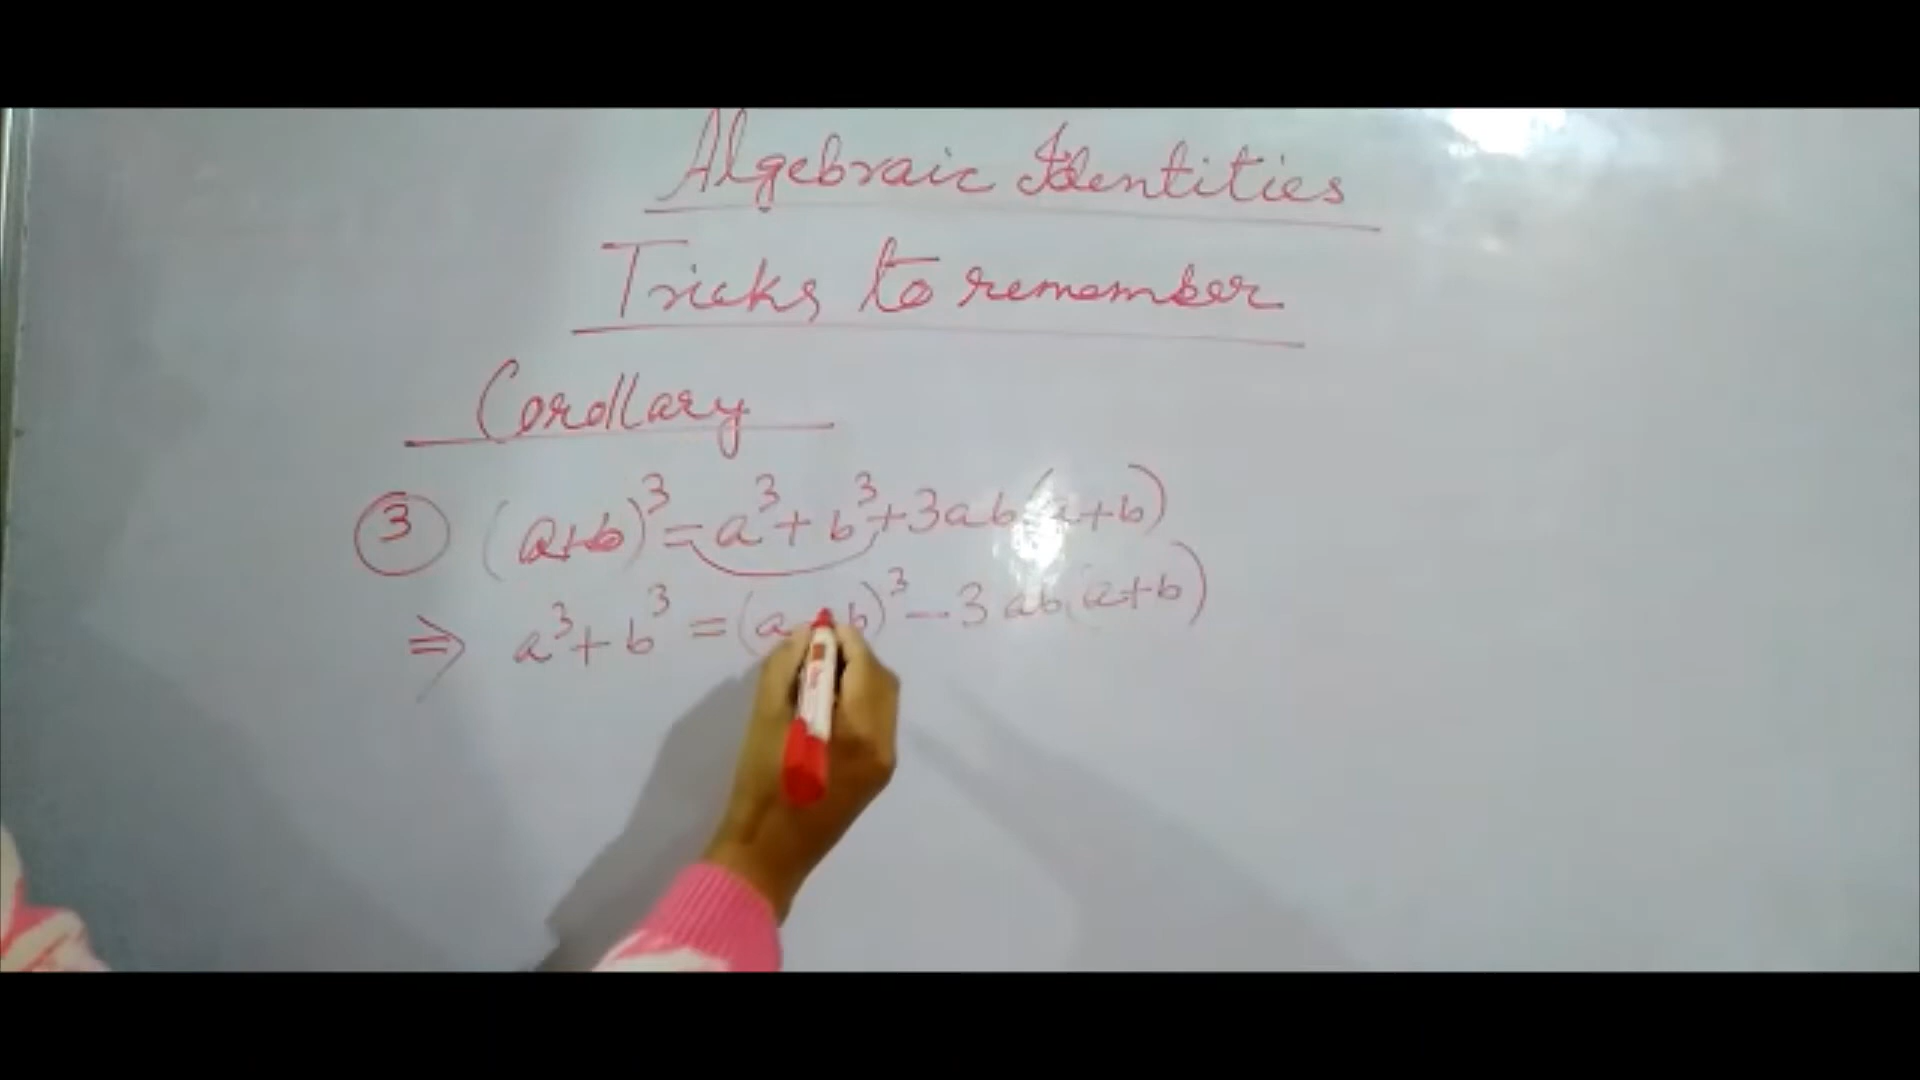 Algebraic Identities
Tricks to remember
Corollary
3 (a+b)³ = a³ + b³ + 3ab(a+b)
⇒ a³ + b³ = (a+b)³ - 3ab(a+b)